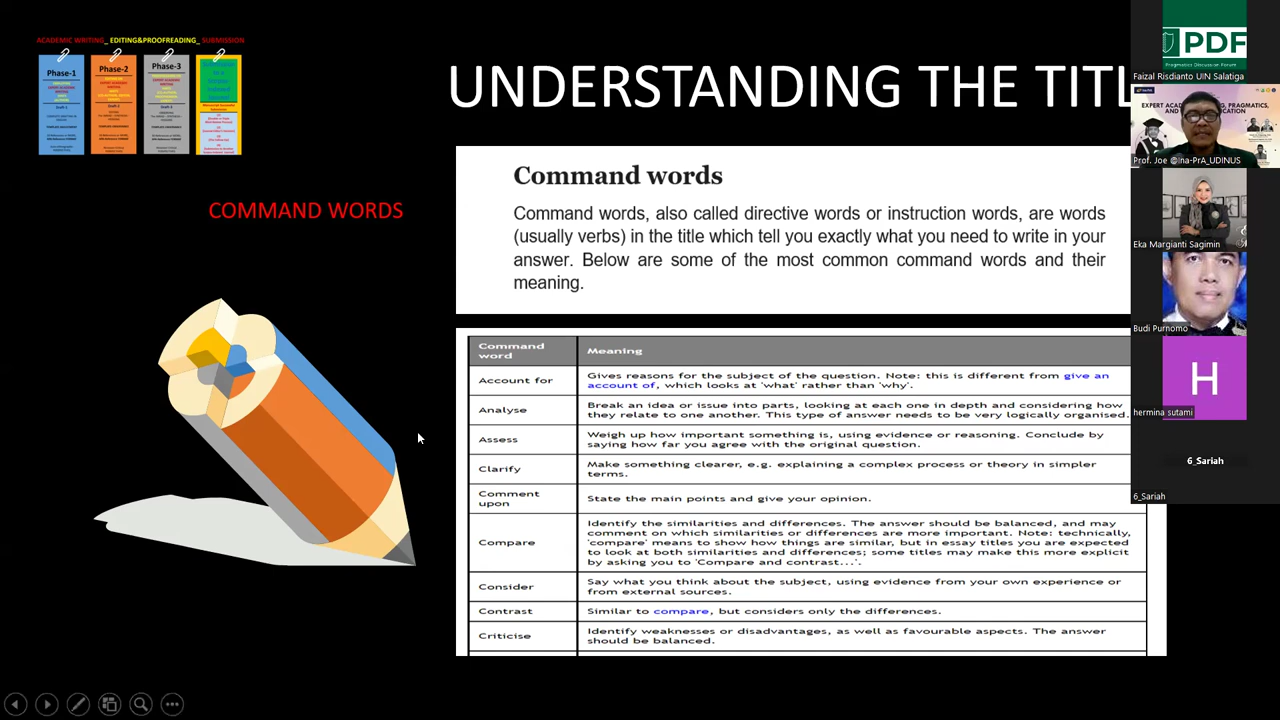 ACADEMIC WRITING_ EDITING&PROOFREADING_ SUBMISSION
Phase-1
Phase-2
Phase-3
UNDERSTANDING THE TITL
COMMAND WORDS
Command words
Command words, also called directive words or instruction words, are words
(usually verbs) in the title which tell you exactly what you need to write in your
answer. Below are some of the most common command words and their
meaning.
Command word
Meaning
Account for
Gives reasons for the subject of the question. Note: this is different from give an
account of, which looks at 'what' rather than 'why'.
Analyse
Break an idea or issue into parts, looking at each one in depth and considering how
they relate to one another. This type of answer needs to be very logically organised.
Assess
Weigh up how important something is, using evidence or reasoning. Conclude by
saying how far you agree with the original question.
Clarify
Make something clearer, e.g. explaining a complex process or theory in simpler
terms.
Comment upon
State the main points and give your opinion.
Compare
Identify the similarities and differences. The answer should be balanced, and may
comment on which similarities or differences are more important. Note: technically,
'compare' means to show how things are similar, but in essay titles you are expected
to look at both similarities and differences; some titles may make this more explicit
by asking you to 'Compare and contrast...'.
Consider
Say what you think about the subject, using evidence from your own experience or
from external sources.
Contrast
Similar to compare, but considers only the differences.
Criticise
Identify weaknesses or disadvantages, as well as favourable aspects. The answer
should be balanced.
PDF
Pragmatics Discussion Forum
Faizal Risdianto UIN Salatiga
Prof. Joe @Ina-PrA_UDINUS
Eka Margianti Sagimin
Budi Purnomo
H
hermina sutami
6_Sariah
6_Sariah